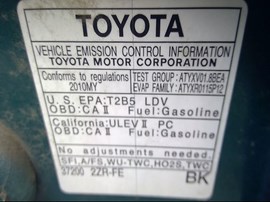 TOYOTA
VEHICLE EMISSION CONTROL INFORMATION
TOYOTA MOTOR CORPORATION
Conforms to regulations 2010MY
TEST GROUP: ATYXV01.8BEA
EVAP FAMILY: ATYXR0115P12
U.S. EPA:T2B5 LDV
OBD:CAⅡ Fuel:Gasoline
California:ULEVⅡ PC
OBD:CAⅡ Fuel:Gasoline
No adjustments needed.
SFI,A/FS,WU-TWC,HO2S,TWC
37200 2ZR-FE BK